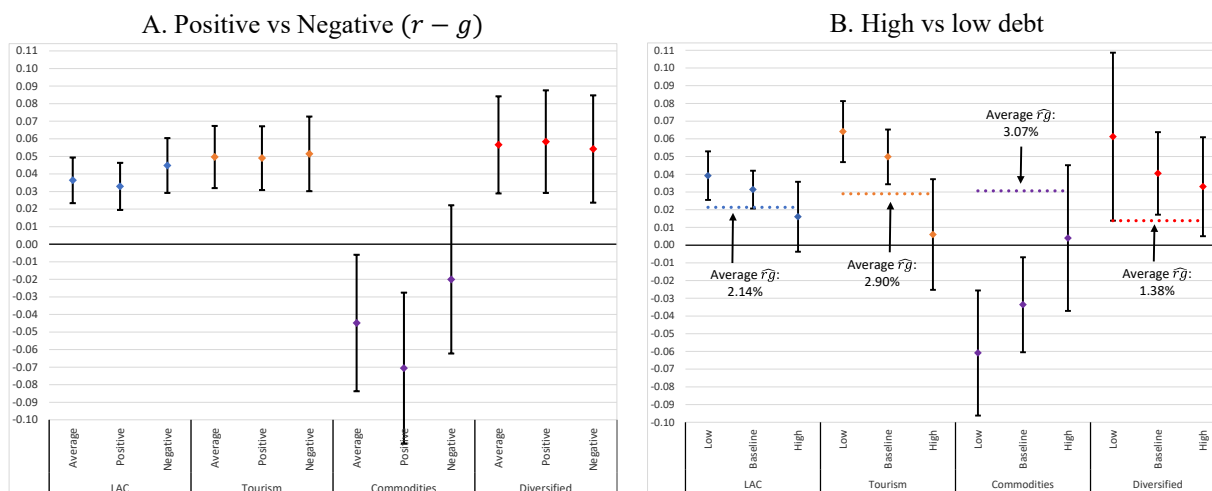 A. Positive vs Negative (r − g)
0.11
0.10
0.09
0.08
0.07
0.06
0.05
0.04
0.03
0.02
0.01
0.00
-0.01
-0.02
-0.03
-0.04
-0.05
-0.06
-0.07
-0.08
-0.09
-0.10
Average
Positive
Negative
Average
Positive
Negative
Average
Positive
Negative
Average
Positive
Negative
LAC Tourism Commodities Diversified
B. High vs low debt
0.11
0.10
0.09
0.08
0.07
0.06
0.05
0.04
0.03
0.02
0.01
0.00
-0.01
-0.02
-0.03
-0.04
-0.05
-0.06
-0.07
-0.08
-0.09
-0.10
Average r̂g:
3.07%
Average r̂g:
2.14%
Average r̂g:
2.90%
Average r̂g:
1.38%
Low
Baseline
High
Low
Baseline
High
Low
Baseline
High
Low
Baseline
High
LAC Tourism Commodities Diversified